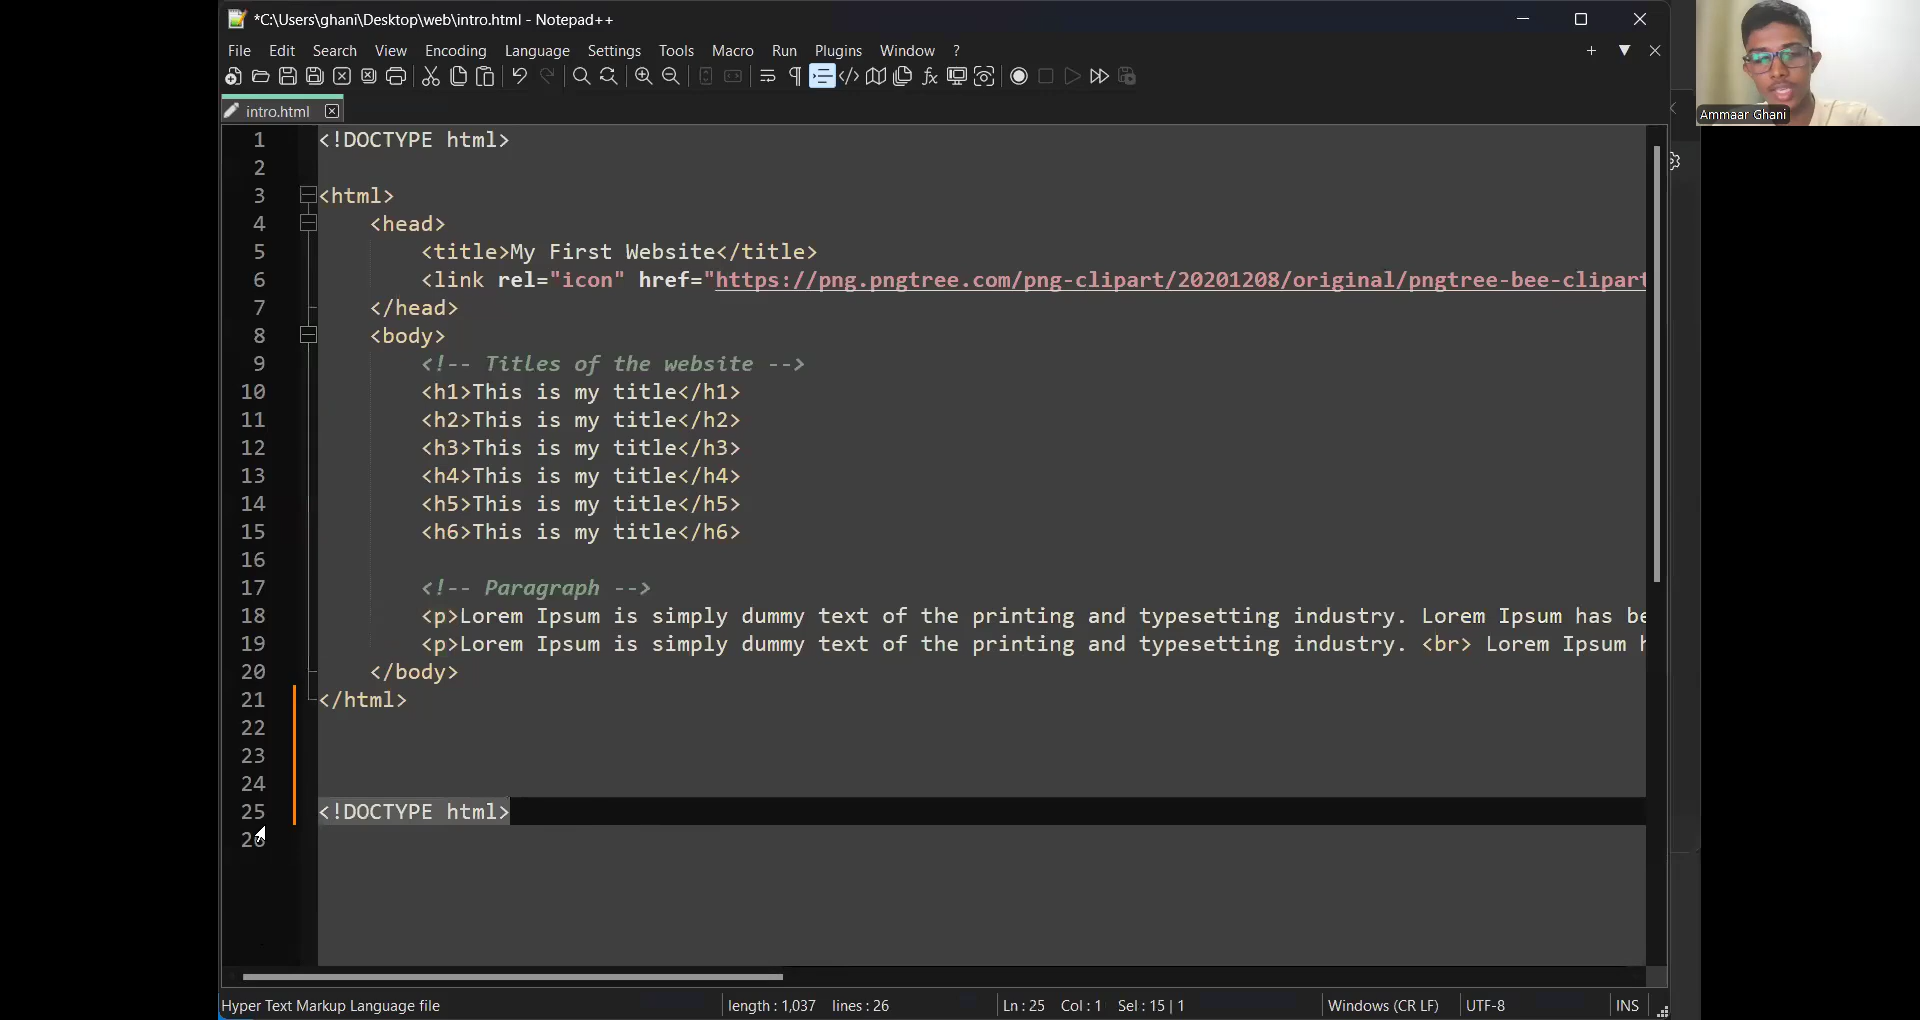 *C:\Users\ghani\Desktop\web\intro.html - Notepad++
File Edit Search View Encoding Language Settings Tools Macro Run Plugins Window ?
Ammaar Ghani
intro.html
1 <!DOCTYPE html>
2
3 <html>
4 <head>
5 <title>My First Website</title>
6 <link rel="icon" href="https://png.pngtree.com/png-clipart/20201208/original/pngtree-bee-clipart
7 </head>
8 <body>
9 <!-- Titles of the website -->
10 <h1>This is my title</h1>
11 <h2>This is my title</h2>
12 <h3>This is my title</h3>
13 <h4>This is my title</h4>
14 <h5>This is my title</h5>
15 <h6>This is my title</h6>
16
17 <!-- Paragraph -->
18 <p>Lorem Ipsum is simply dummy text of the printing and typesetting industry. Lorem Ipsum has be
19 <p>Lorem Ipsum is simply dummy text of the printing and typesetting industry. <br> Lorem Ipsum h
20 </body>
21 </html>
22
23
24
25 <!DOCTYPE html>
26
Hyper Text Markup Language file length : 1,037 lines : 26 Ln : 25 Col : 1 Sel : 15 | 1 Windows (CR LF) UTF-8 INS